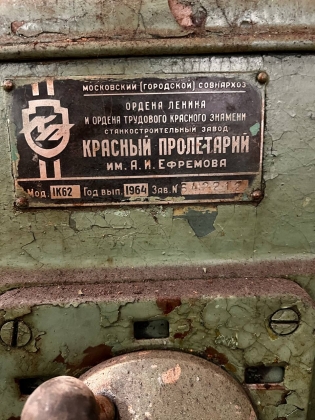 МОСКОВСКИЙ (ГОРОДСКОЙ) СОВНАРХОЗ
ОРДЕНА ЛЕНИНА
И ОРДЕНА ТРУДОВОГО КРАСНОГО ЗНАМЕНИ
СТАНКОСТРОИТЕЛЬНЫЙ ЗАВОД
КРАСНЫЙ ПРОЛЕТАРИЙ
ИМ. А. И. ЕФРЕМОВА
Мод. 1К62 Год вып. 1964 Зав. №